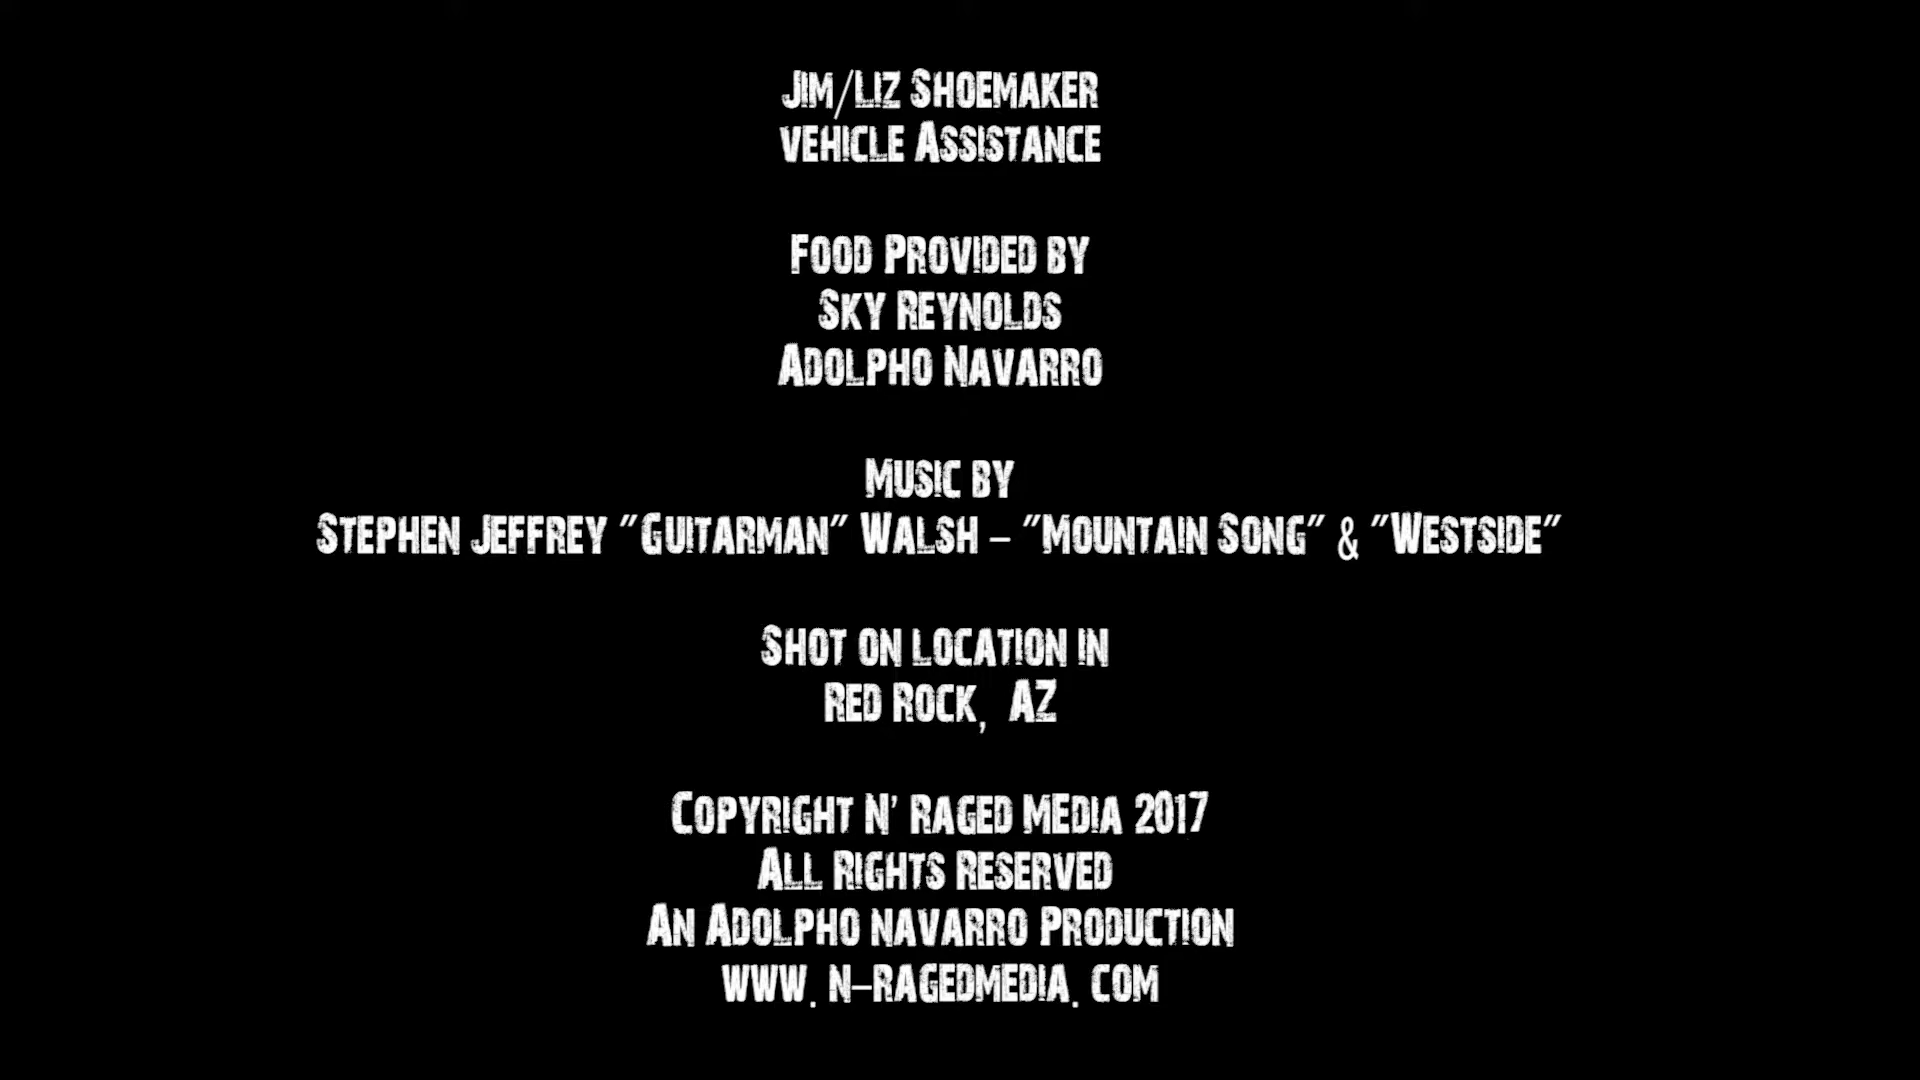 Jim/Liz Shoemaker
vehicle Assistance
Food Provided by
Sky Reynolds
Adolpho Navarro
Music by
Stephen Jeffrey "Guitarman" Walsh – "Mountain Song" & "Westside"
Shot on location in
Red Rock, AZ
Copyright N' Raged Media 2017
All Rights Reserved
An Adolpho navarro Production
www.n-ragedmedia.com